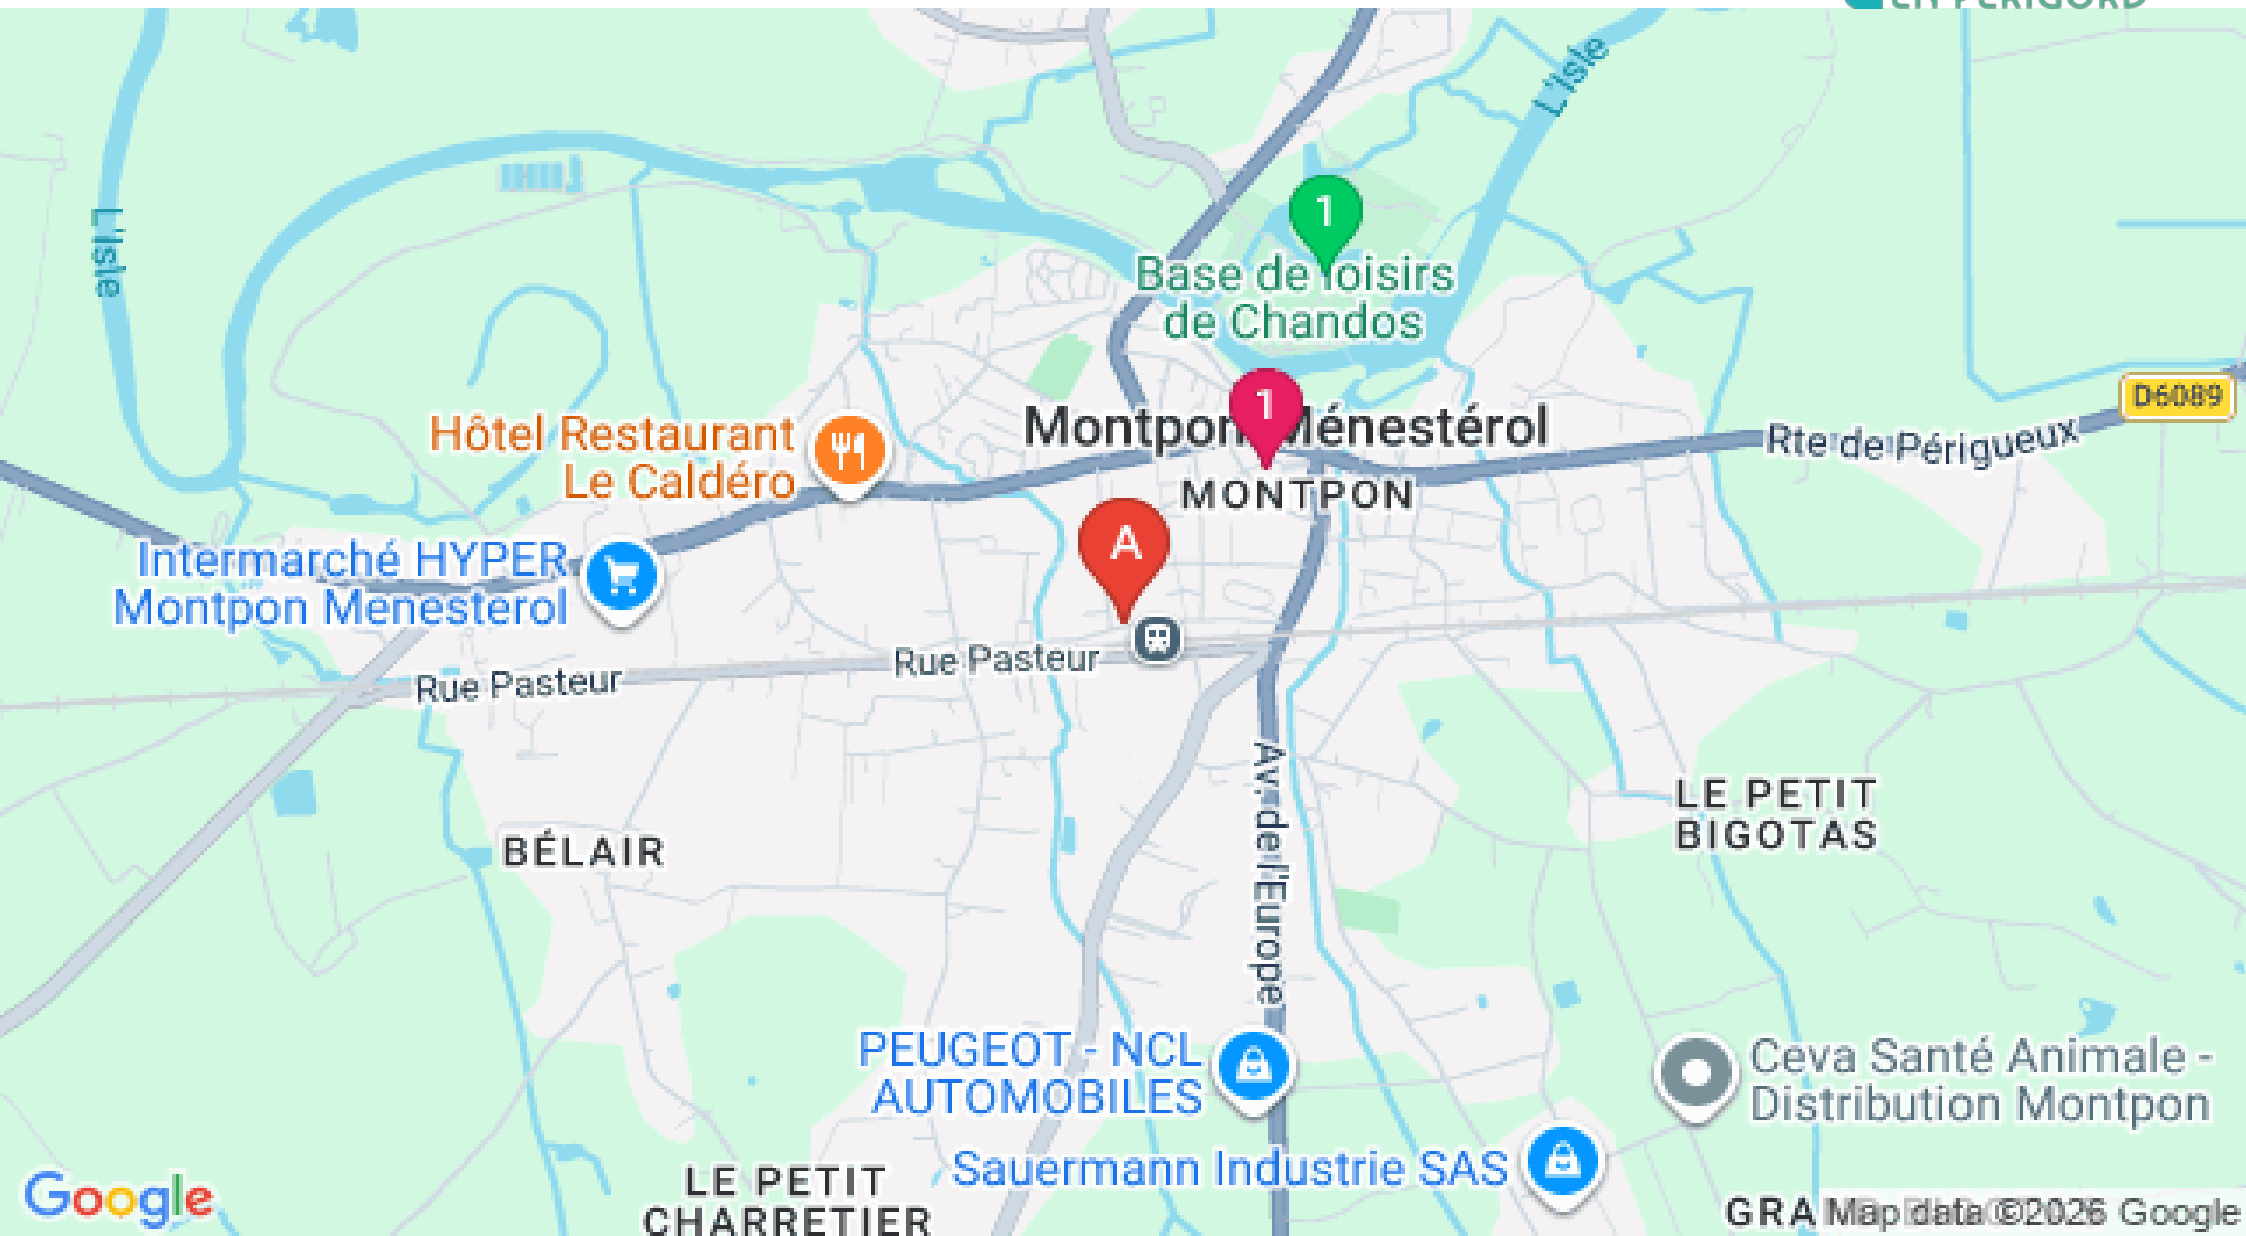 EN PÉRIGORD
L'Isle
L'Isle
1
Base de loisirs
de Chandos
1
Montpon-Ménestérol
MONTPON
D6089
Rte de Périgueux
Hôtel Restaurant
Le Caldéro
A
Intermarché HYPER
Montpon Menesterol
Rue Pasteur
Rue Pasteur
Av. de l'Europe
LE PETIT
BIGOTAS
BÉLAIR
PEUGEOT - NCL
AUTOMOBILES
Ceva Santé Animale -
Distribution Montpon
Sauermann Industrie SAS
LE PETIT
CHARRETIER
Google
GRA
Map data ©2026 Google